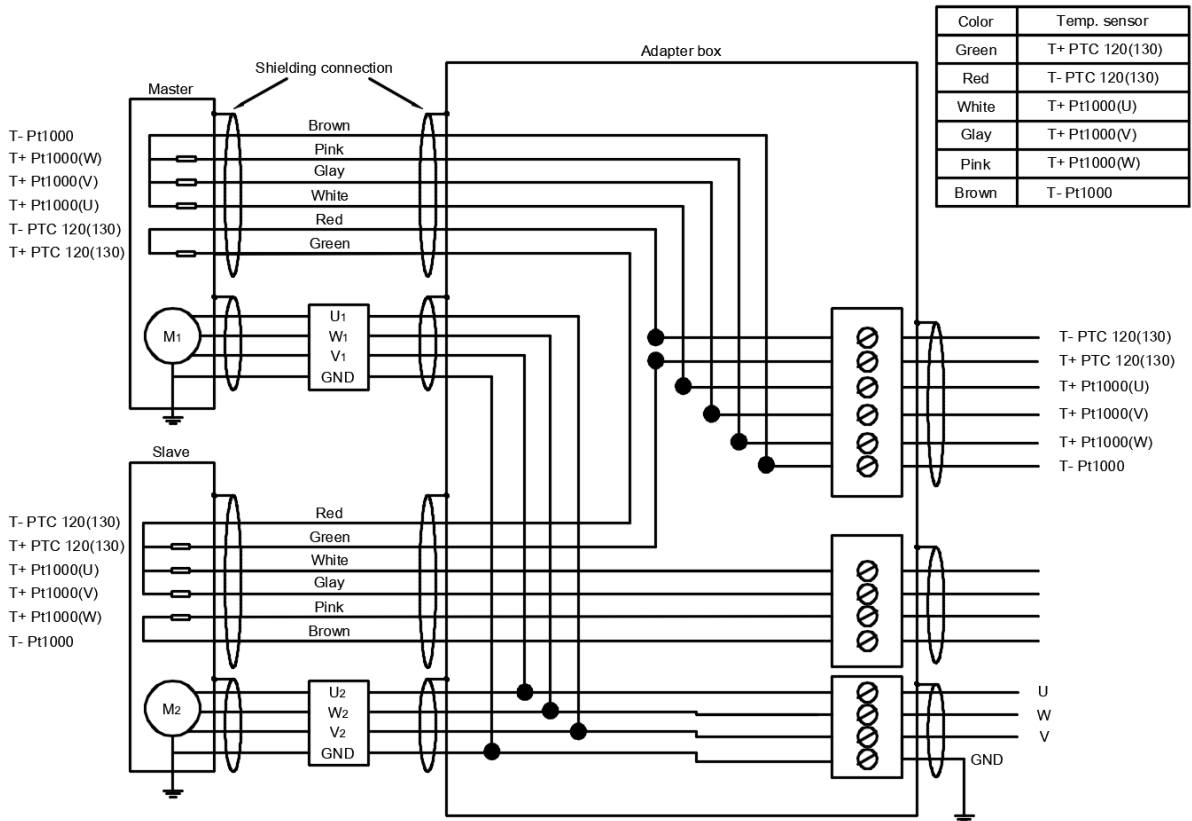 Color Temp. sensor
Green T+ PTC 120(130)
Red T- PTC 120(130)
White T+ Pt1000(U)
Glay T+ Pt1000(V)
Pink T+ Pt1000(W)
Brown T- Pt1000
Adapter box
Shielding connection
Master
T- Pt1000
T+ Pt1000(W)
T+ Pt1000(V)
T+ Pt1000(U)
T- PTC 120(130)
T+ PTC 120(130)
Brown
Pink
Glay
White
Red
Green
M1
U1
W1
V1
GND
T- PTC 120(130)
T+ PTC 120(130)
T+ Pt1000(U)
T+ Pt1000(V)
T+ Pt1000(W)
T- Pt1000
Slave
T- PTC 120(130)
T+ PTC 120(130)
T+ Pt1000(U)
T+ Pt1000(V)
T+ Pt1000(W)
T- Pt1000
Red
Green
White
Glay
Pink
Brown
M2
U2
W2
V2
GND
U
W
V
GND